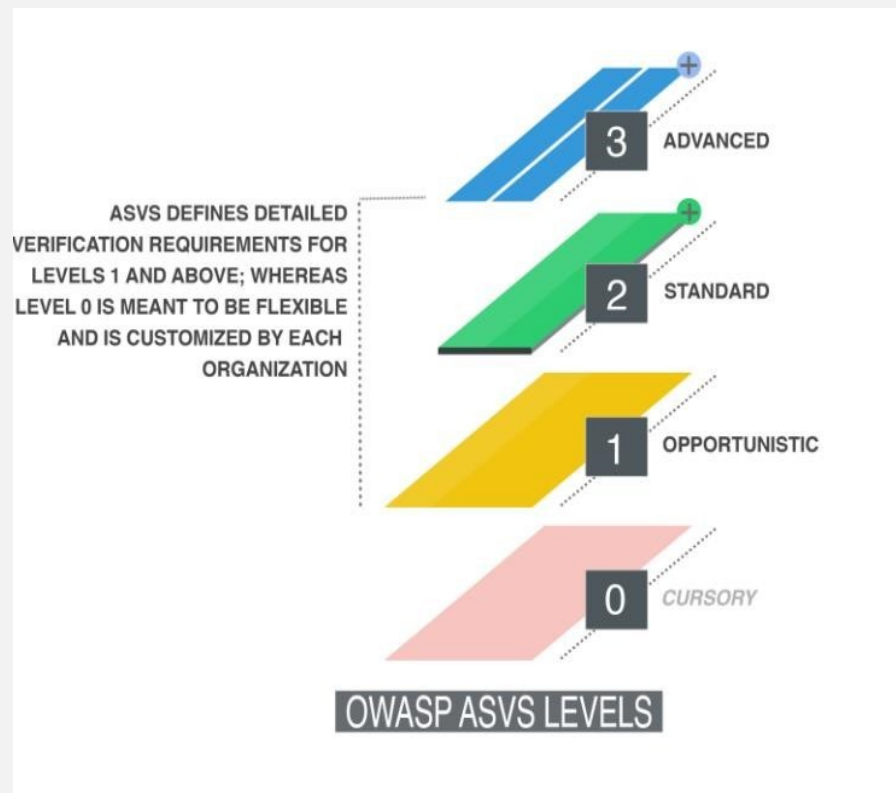 3
ADVANCED
ASVS DEFINES DETAILED
VERIFICATION REQUIREMENTS FOR
LEVELS 1 AND ABOVE; WHEREAS
LEVEL 0 IS MEANT TO BE FLEXIBLE
AND IS CUSTOMIZED BY EACH
ORGANIZATION
2
STANDARD
1
OPPORTUNISTIC
0
CURSORY
OWASP ASVS LEVELS